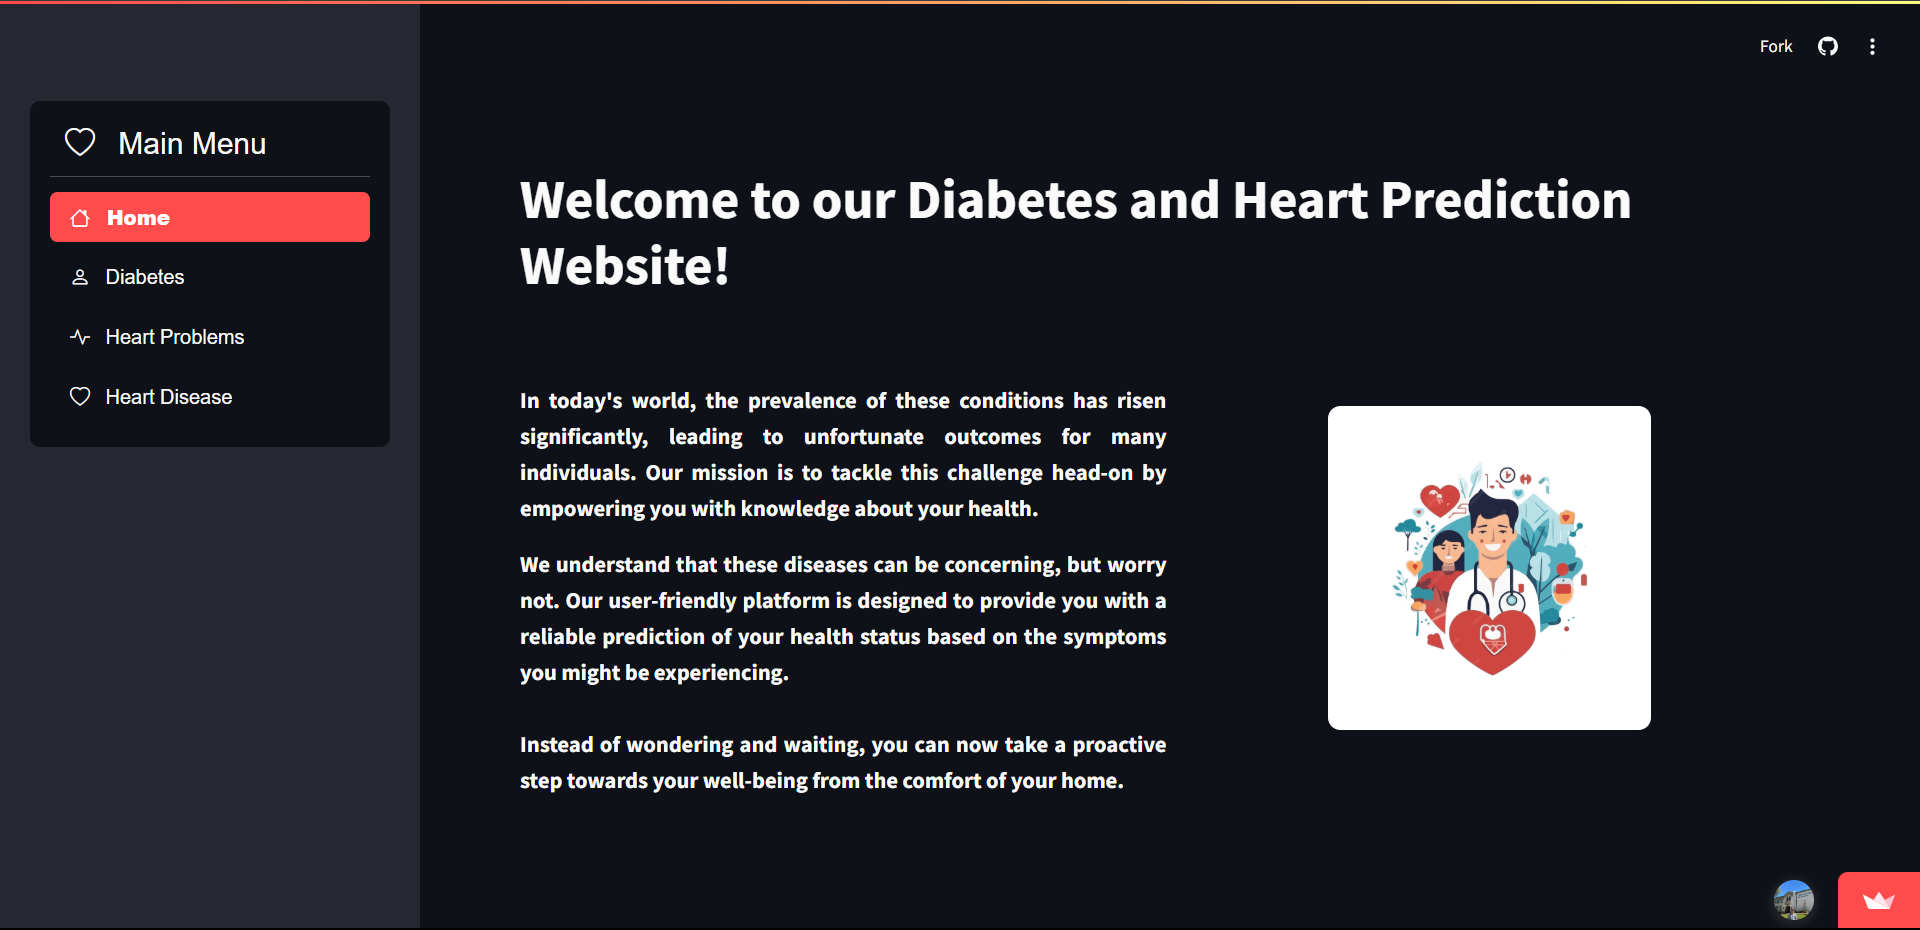 Fork
Main Menu
Home
Diabetes
Heart Problems
Heart Disease
Welcome to our Diabetes and Heart Prediction
Website!
In today's world, the prevalence of these conditions has risen
significantly, leading to unfortunate outcomes for many
individuals. Our mission is to tackle this challenge head-on by
empowering you with knowledge about your health.
We understand that these diseases can be concerning, but worry
not. Our user-friendly platform is designed to provide you with a
reliable prediction of your health status based on the symptoms
you might be experiencing.
Instead of wondering and waiting, you can now take a proactive
step towards your well-being from the comfort of your home.